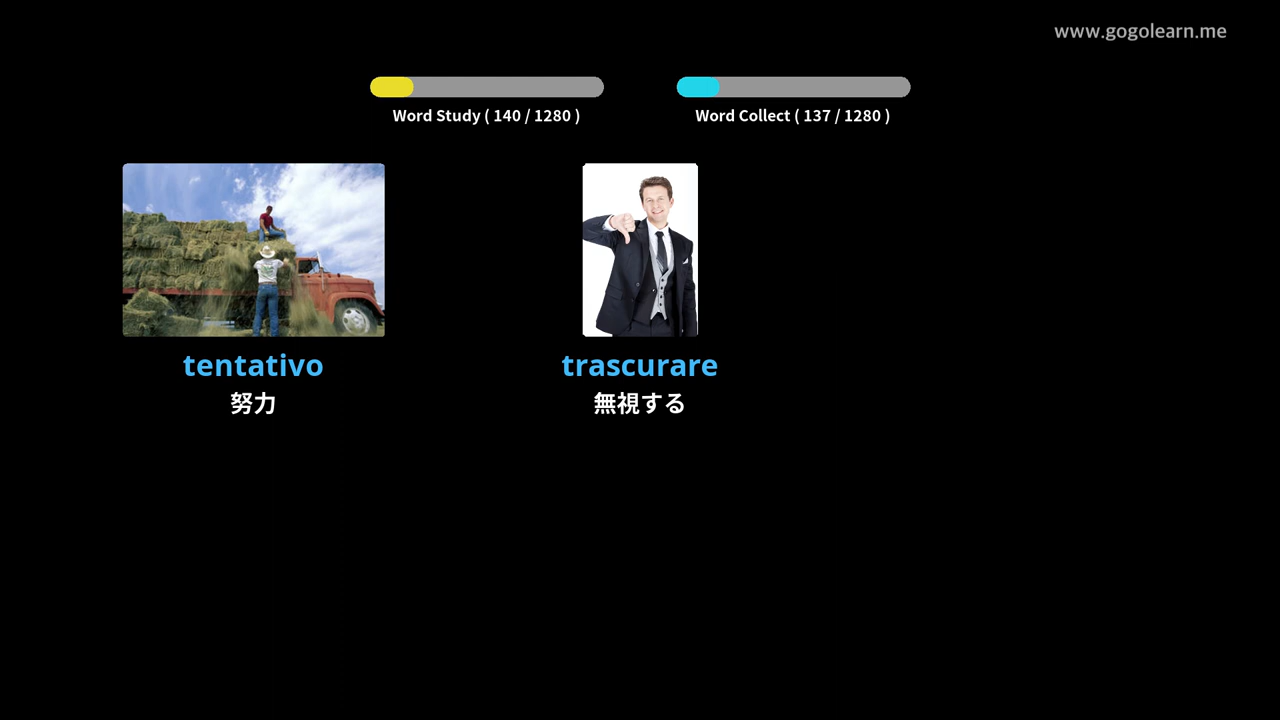 www.gogolearn.me
Word Study ( 140 / 1280 )
Word Collect ( 137 / 1280 )
tentativo
努力
trascurare
無視する